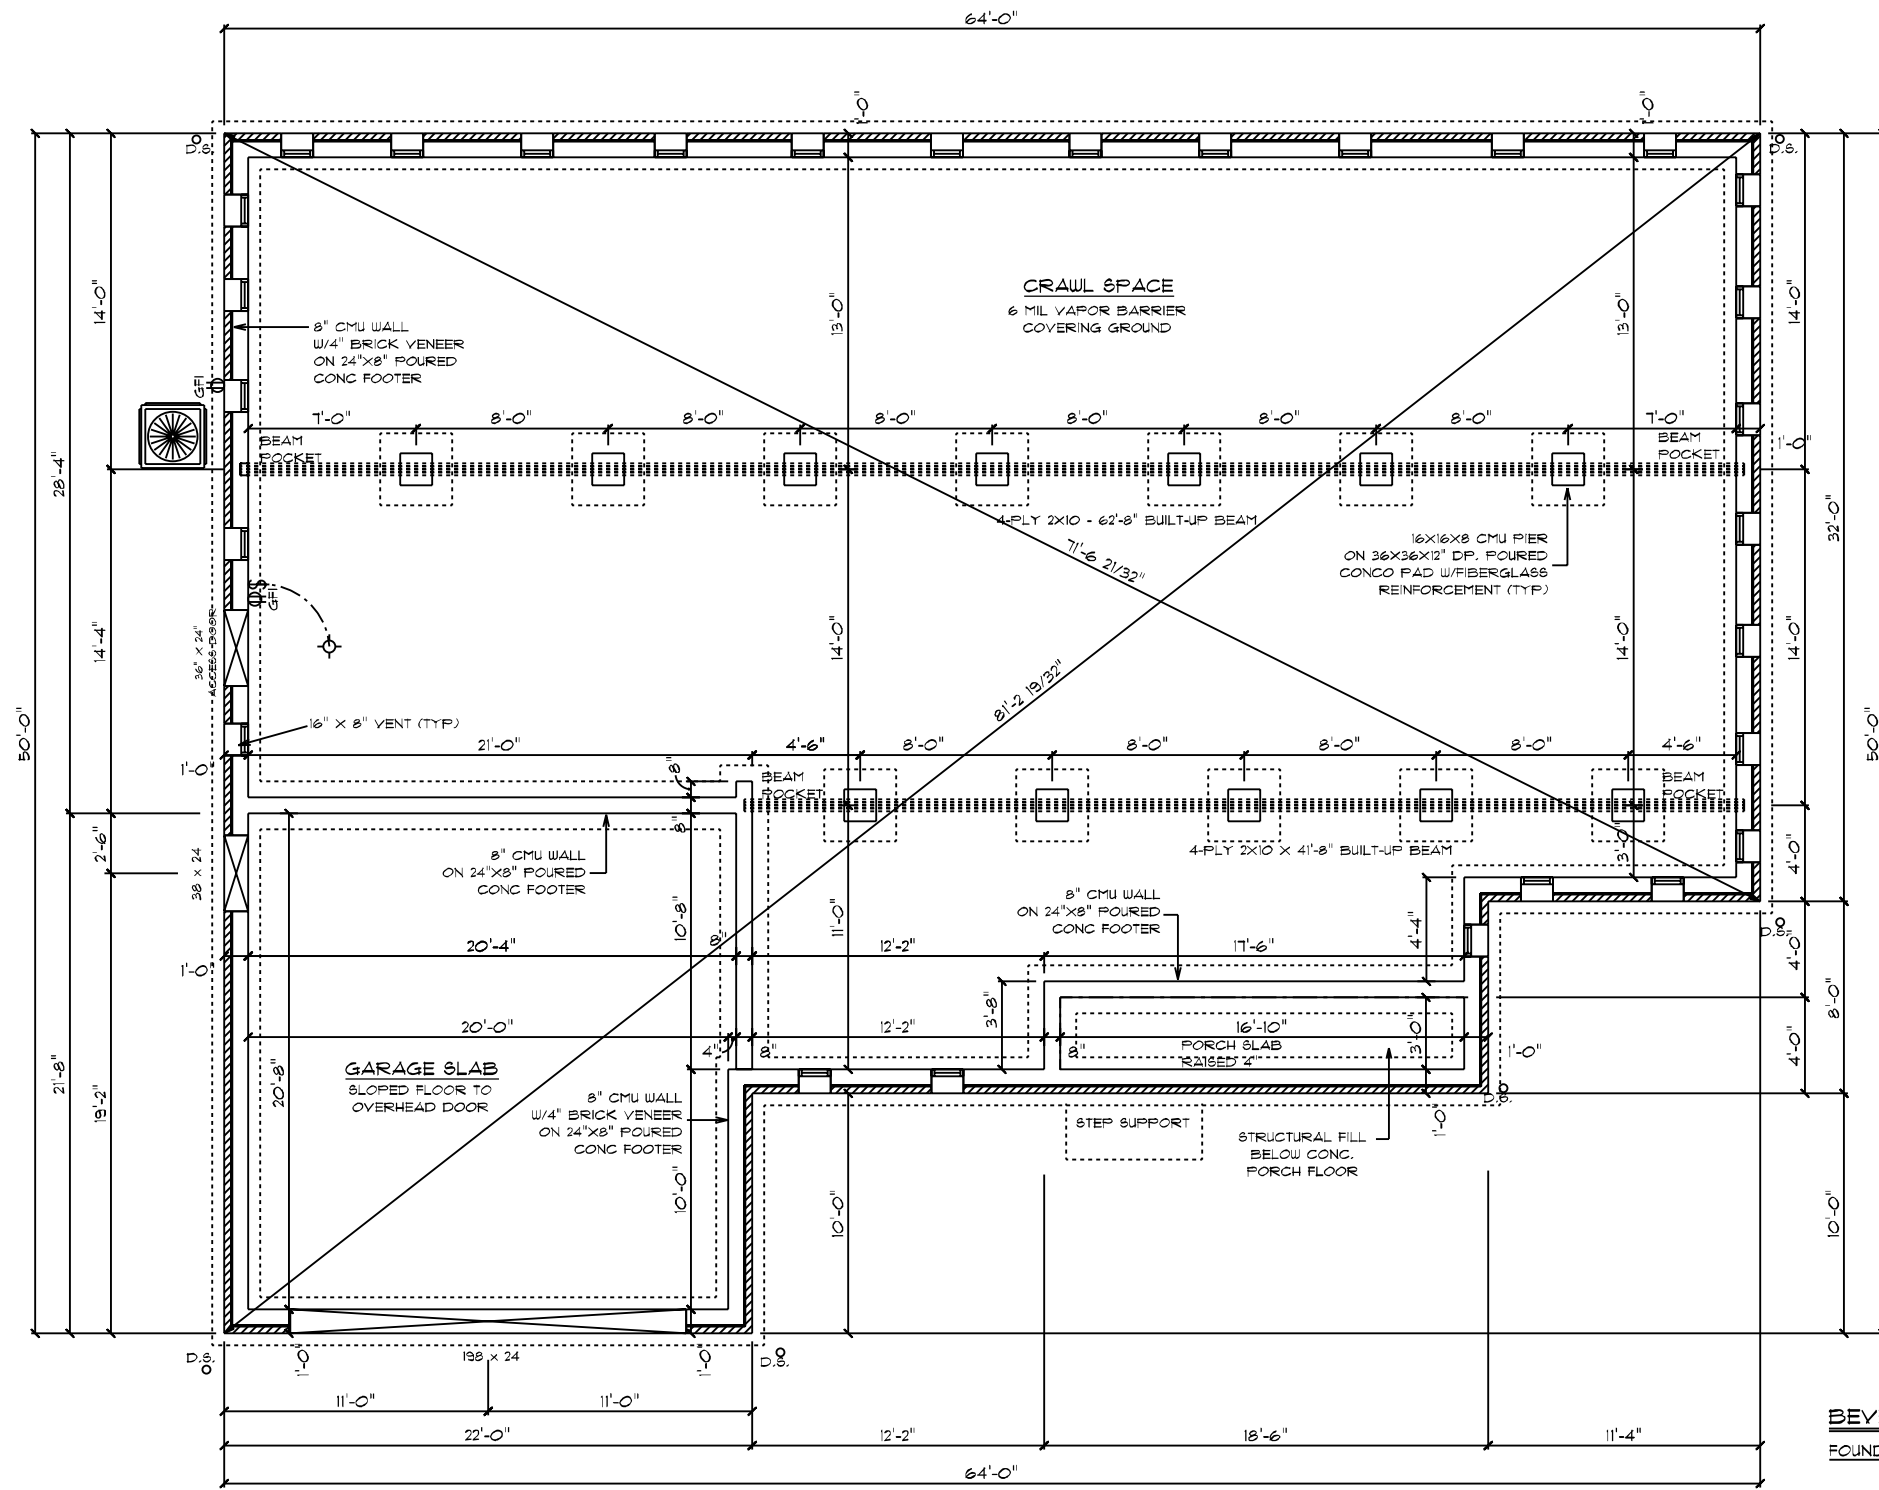 64'-0"
1'-0"
1'-0"
D.S.
D.S.
CRAWL SPACE
6 MIL VAPOR BARRIER
COVERING GROUND
14'-0"
13'-0"
13'-0"
14'-0"
8" CMU WALL
W/4" BRICK VENEER
ON 24"X8" POURED
CONC FOOTER
GFI
7'-0"
8'-0"
8'-0"
8'-0"
8'-0"
8'-0"
8'-0"
7'-0"
BEAM
POCKET
BEAM
POCKET
1'-0"
28'-4"
32'-0"
4-PLY 2X10 - 62'-8" BUILT-UP BEAM
71'-6 21/32"
16X16X8 CMU PIER
ON 36X36X12" DP. POURED
CONCO PAD W/FIBERGLASS
REINFORCEMENT (TYP)
S
GFI
36" X 24"
ACCESS DOOR
14'-4"
14'-0"
14'-0"
14'-0"
81'-2 19/32"
16" X 8" VENT (TYP)
50'-0"
50'-0"
21'-0"
4'-6"
8'-0"
8'-0"
8'-0"
8'-0"
4'-6"
1'-0"
8"
BEAM
POCKET
BEAM
POCKET
8"
2'-6"
38 x 24
8" CMU WALL
ON 24"X8" POURED
CONC FOOTER
4-PLY 2X10 X 41'-8" BUILT-UP BEAM
3'-0"
4'-0"
8" CMU WALL
ON 24"X8" POURED
CONC FOOTER
10'-8"
11'-0"
4'-4"
D.S.
4'-0"
1'-0"
20'-4"
8"
12'-2"
17'-6"
3'-8"
8'-0"
20'-0"
4"
8"
12'-2"
8"
16'-10"
3'-0"
1'-0"
4'-0"
PORCH SLAB
RAISED 4"
GARAGE SLAB
SLOPED FLOOR TO
OVERHEAD DOOR
20'-8"
21'-8"
19'-2"
8" CMU WALL
W/4" BRICK VENEER
ON 24"X8" POURED
CONC FOOTER
D.S.
STEP SUPPORT
1'-0"
STRUCTURAL FILL
BELOW CONC.
PORCH FLOOR
10'-0"
10'-0"
10'-0"
D.S.
1'-0"
198 x 24
1'-0"
D.S.
11'-0"
11'-0"
22'-0"
12'-2"
18'-6"
11'-4"
64'-0"
BEV
FOUND